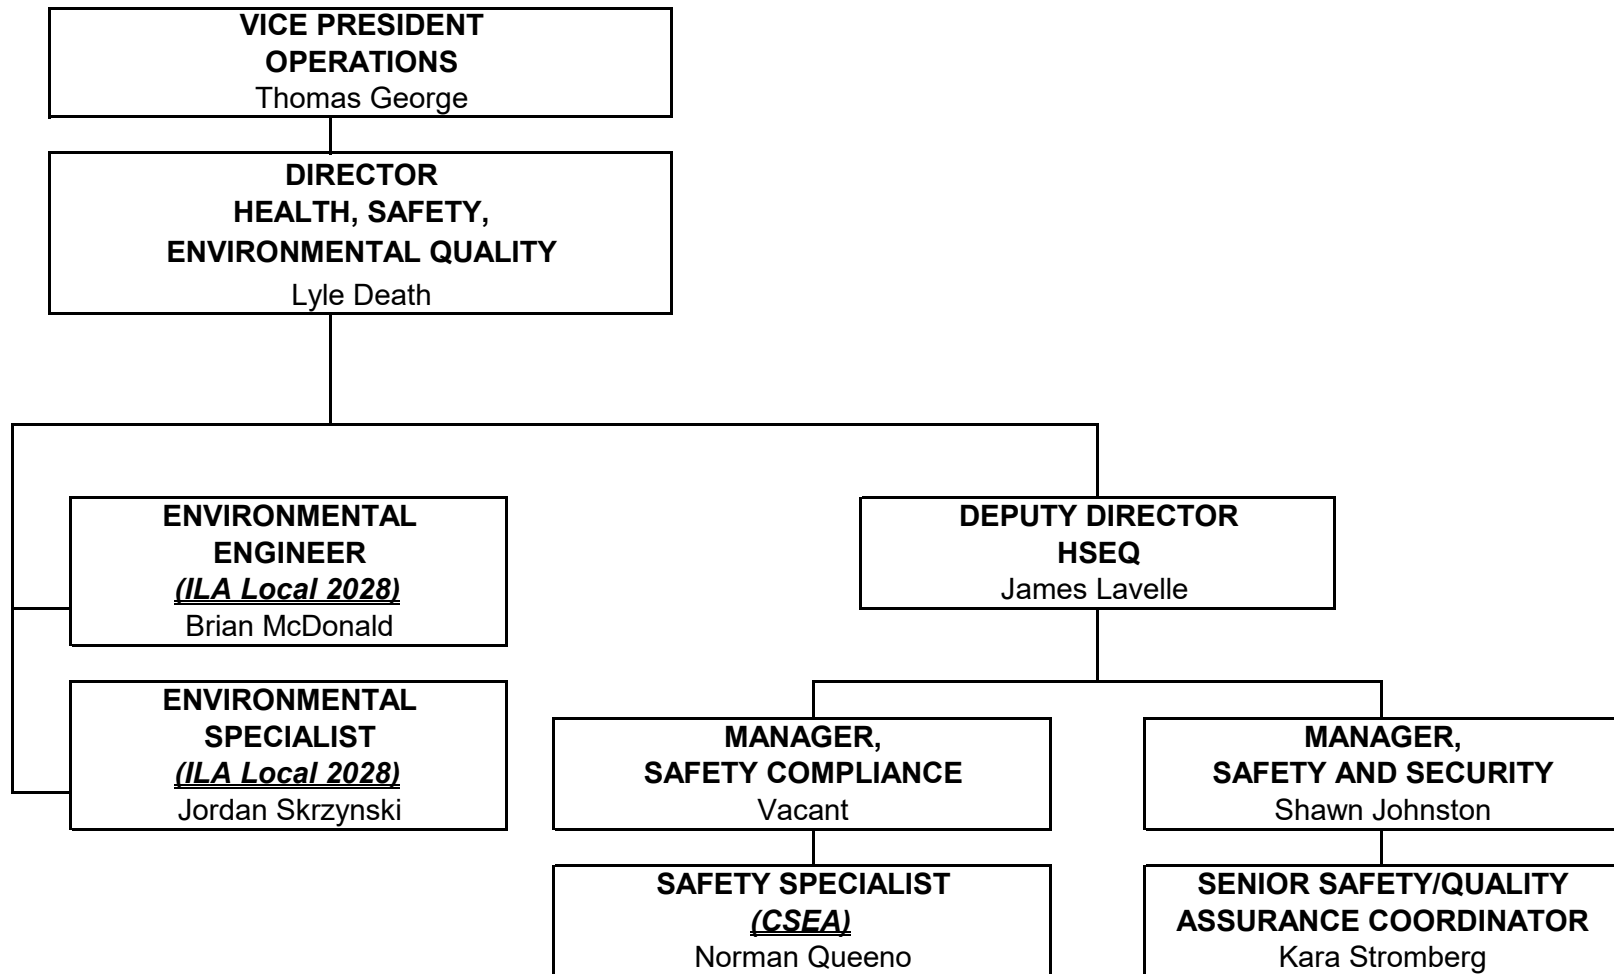 VICE PRESIDENT
OPERATIONS
Thomas George
DIRECTOR
HEALTH, SAFETY,
ENVIRONMENTAL QUALITY
Lyle Death
ENVIRONMENTAL
ENGINEER
(ILA Local 2028)
Brian McDonald
ENVIRONMENTAL
SPECIALIST
(ILA Local 2028)
Jordan Skrzynski
DEPUTY DIRECTOR
HSEQ
James Lavelle
MANAGER,
SAFETY COMPLIANCE
Vacant
SAFETY SPECIALIST
(CSEA)
Norman Queeno
MANAGER,
SAFETY AND SECURITY
Shawn Johnston
SENIOR SAFETY/QUALITY
ASSURANCE COORDINATOR
Kara Stromberg